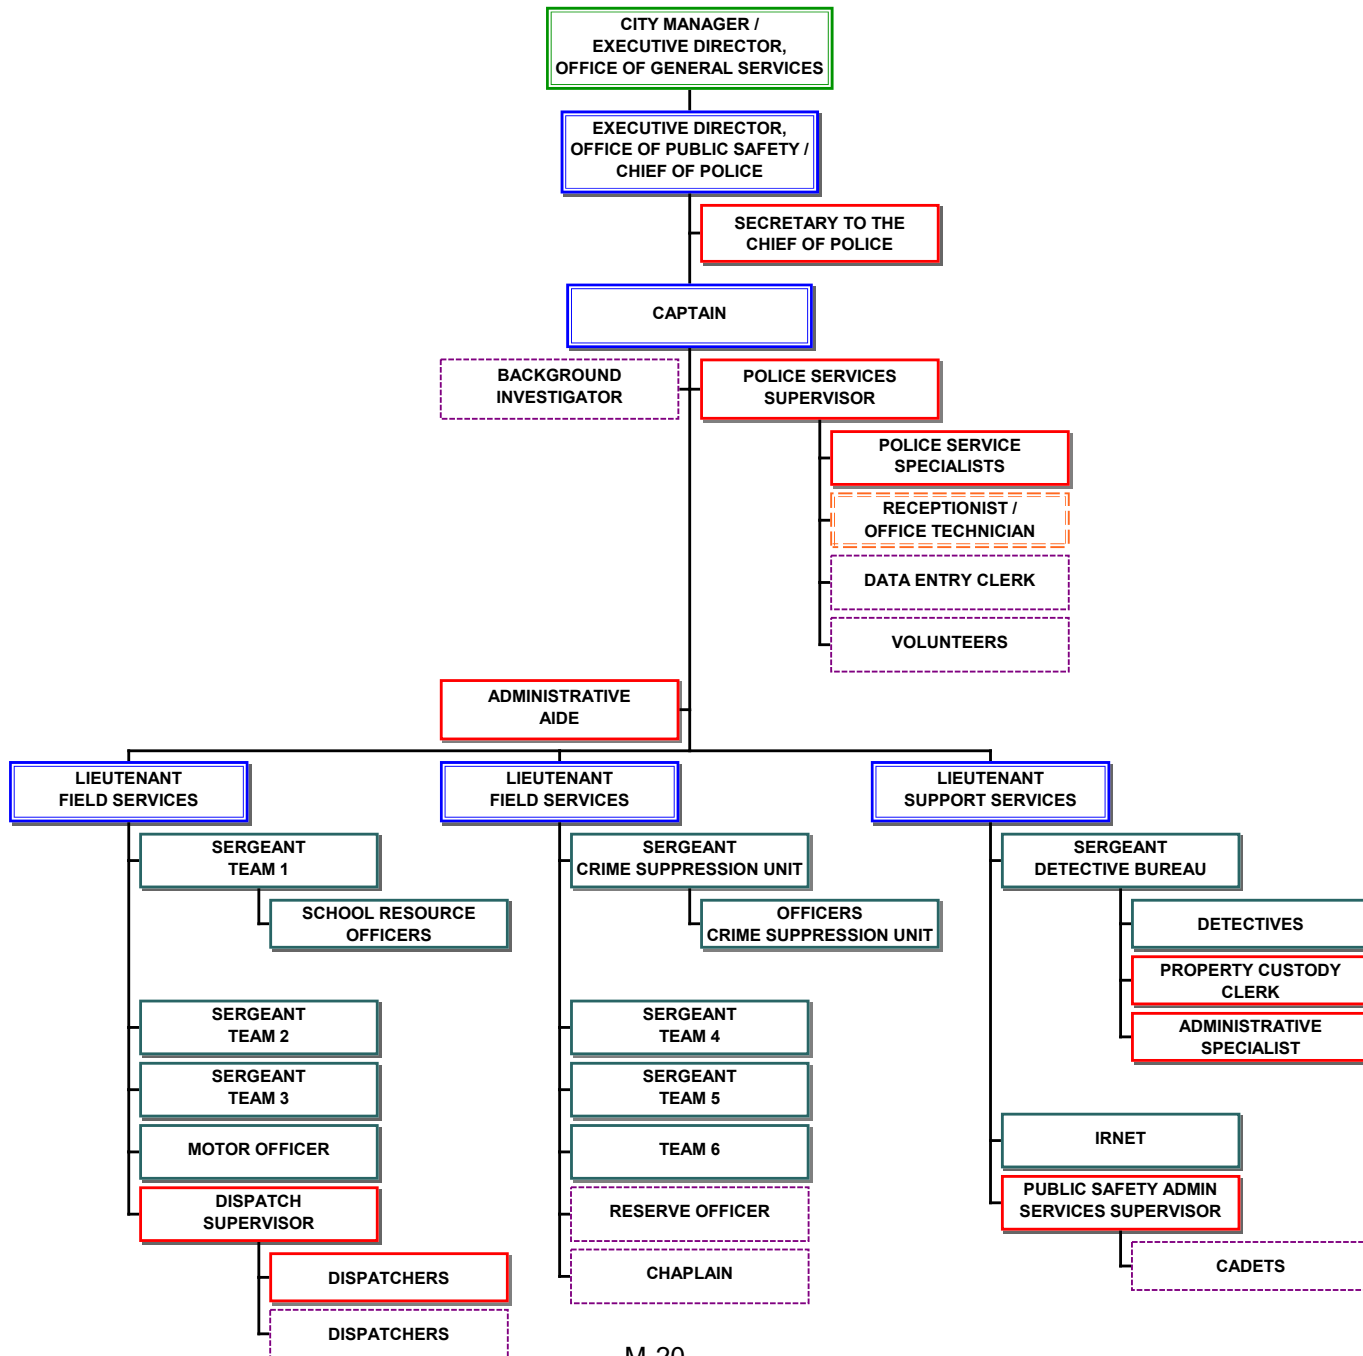 CITY MANAGER /
EXECUTIVE DIRECTOR,
OFFICE OF GENERAL SERVICES
EXECUTIVE DIRECTOR,
OFFICE OF PUBLIC SAFETY /
CHIEF OF POLICE
SECRETARY TO THE
CHIEF OF POLICE
CAPTAIN
BACKGROUND
INVESTIGATOR
POLICE SERVICES
SUPERVISOR
POLICE SERVICE
SPECIALISTS
RECEPTIONIST /
OFFICE TECHNICIAN
DATA ENTRY CLERK
VOLUNTEERS
ADMINISTRATIVE
AIDE
LIEUTENANT
FIELD SERVICES
SERGEANT
TEAM 1
SCHOOL RESOURCE
OFFICERS
SERGEANT
TEAM 2
SERGEANT
TEAM 3
MOTOR OFFICER
DISPATCH
SUPERVISOR
DISPATCHERS
DISPATCHERS
LIEUTENANT
FIELD SERVICES
SERGEANT
CRIME SUPPRESSION UNIT
OFFICERS
CRIME SUPPRESSION UNIT
SERGEANT
TEAM 4
SERGEANT
TEAM 5
TEAM 6
RESERVE OFFICER
CHAPLAIN
LIEUTENANT
SUPPORT SERVICES
SERGEANT
DETECTIVE BUREAU
DETECTIVES
PROPERTY CUSTODY
CLERK
ADMINISTRATIVE
SPECIALIST
IRNET
PUBLIC SAFETY ADMIN
SERVICES SUPERVISOR
CADETS
M-20